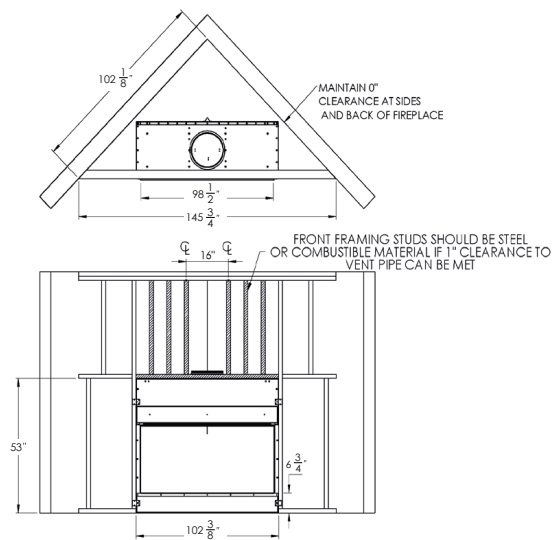 102 1/8"
MAINTAIN 0"
CLEARANCE AT SIDES
AND BACK OF FIREPLACE
98 1/2"
145 3/4"
FRONT FRAMING STUDS SHOULD BE STEEL
OR COMBUSTIBLE MATERIAL IF 1" CLEARANCE TO
VENT PIPE CAN BE MET
℄ 16" ℄
53"
6 3/4"
102 3/8"